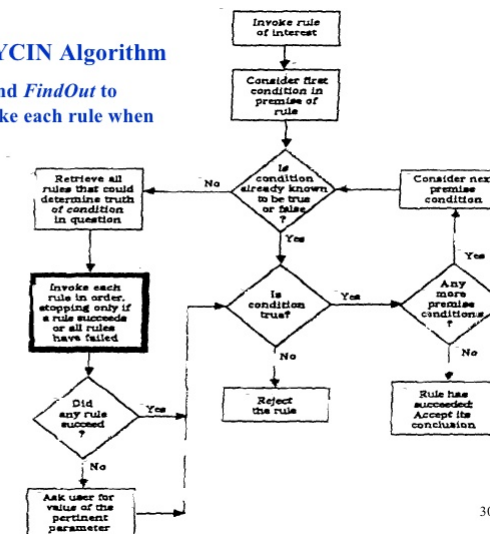 YCIN Algorithm
nd FindOut to
ke each rule when
Invoke rule
of interest
Consider first
condition in
premise of
rule
Is
condition
already known
to be true
or false
?
No
Yes
Retrieve all
rules that could
determine truth
of condition
in question
Consider nex
premise
condition
Yes
Invoke each
rule in order,
stopping only if
a rule succeeds
or all rules
have failed
Is
condition
true?
Yes
No
Any
more
premise
conditions
?
No
Did
any rule
succeed
?
Yes
No
Reject
the rule
Rule has
succeeded:
Accept its
conclusion
Ask user for
value of the
pertinent
parameter
30